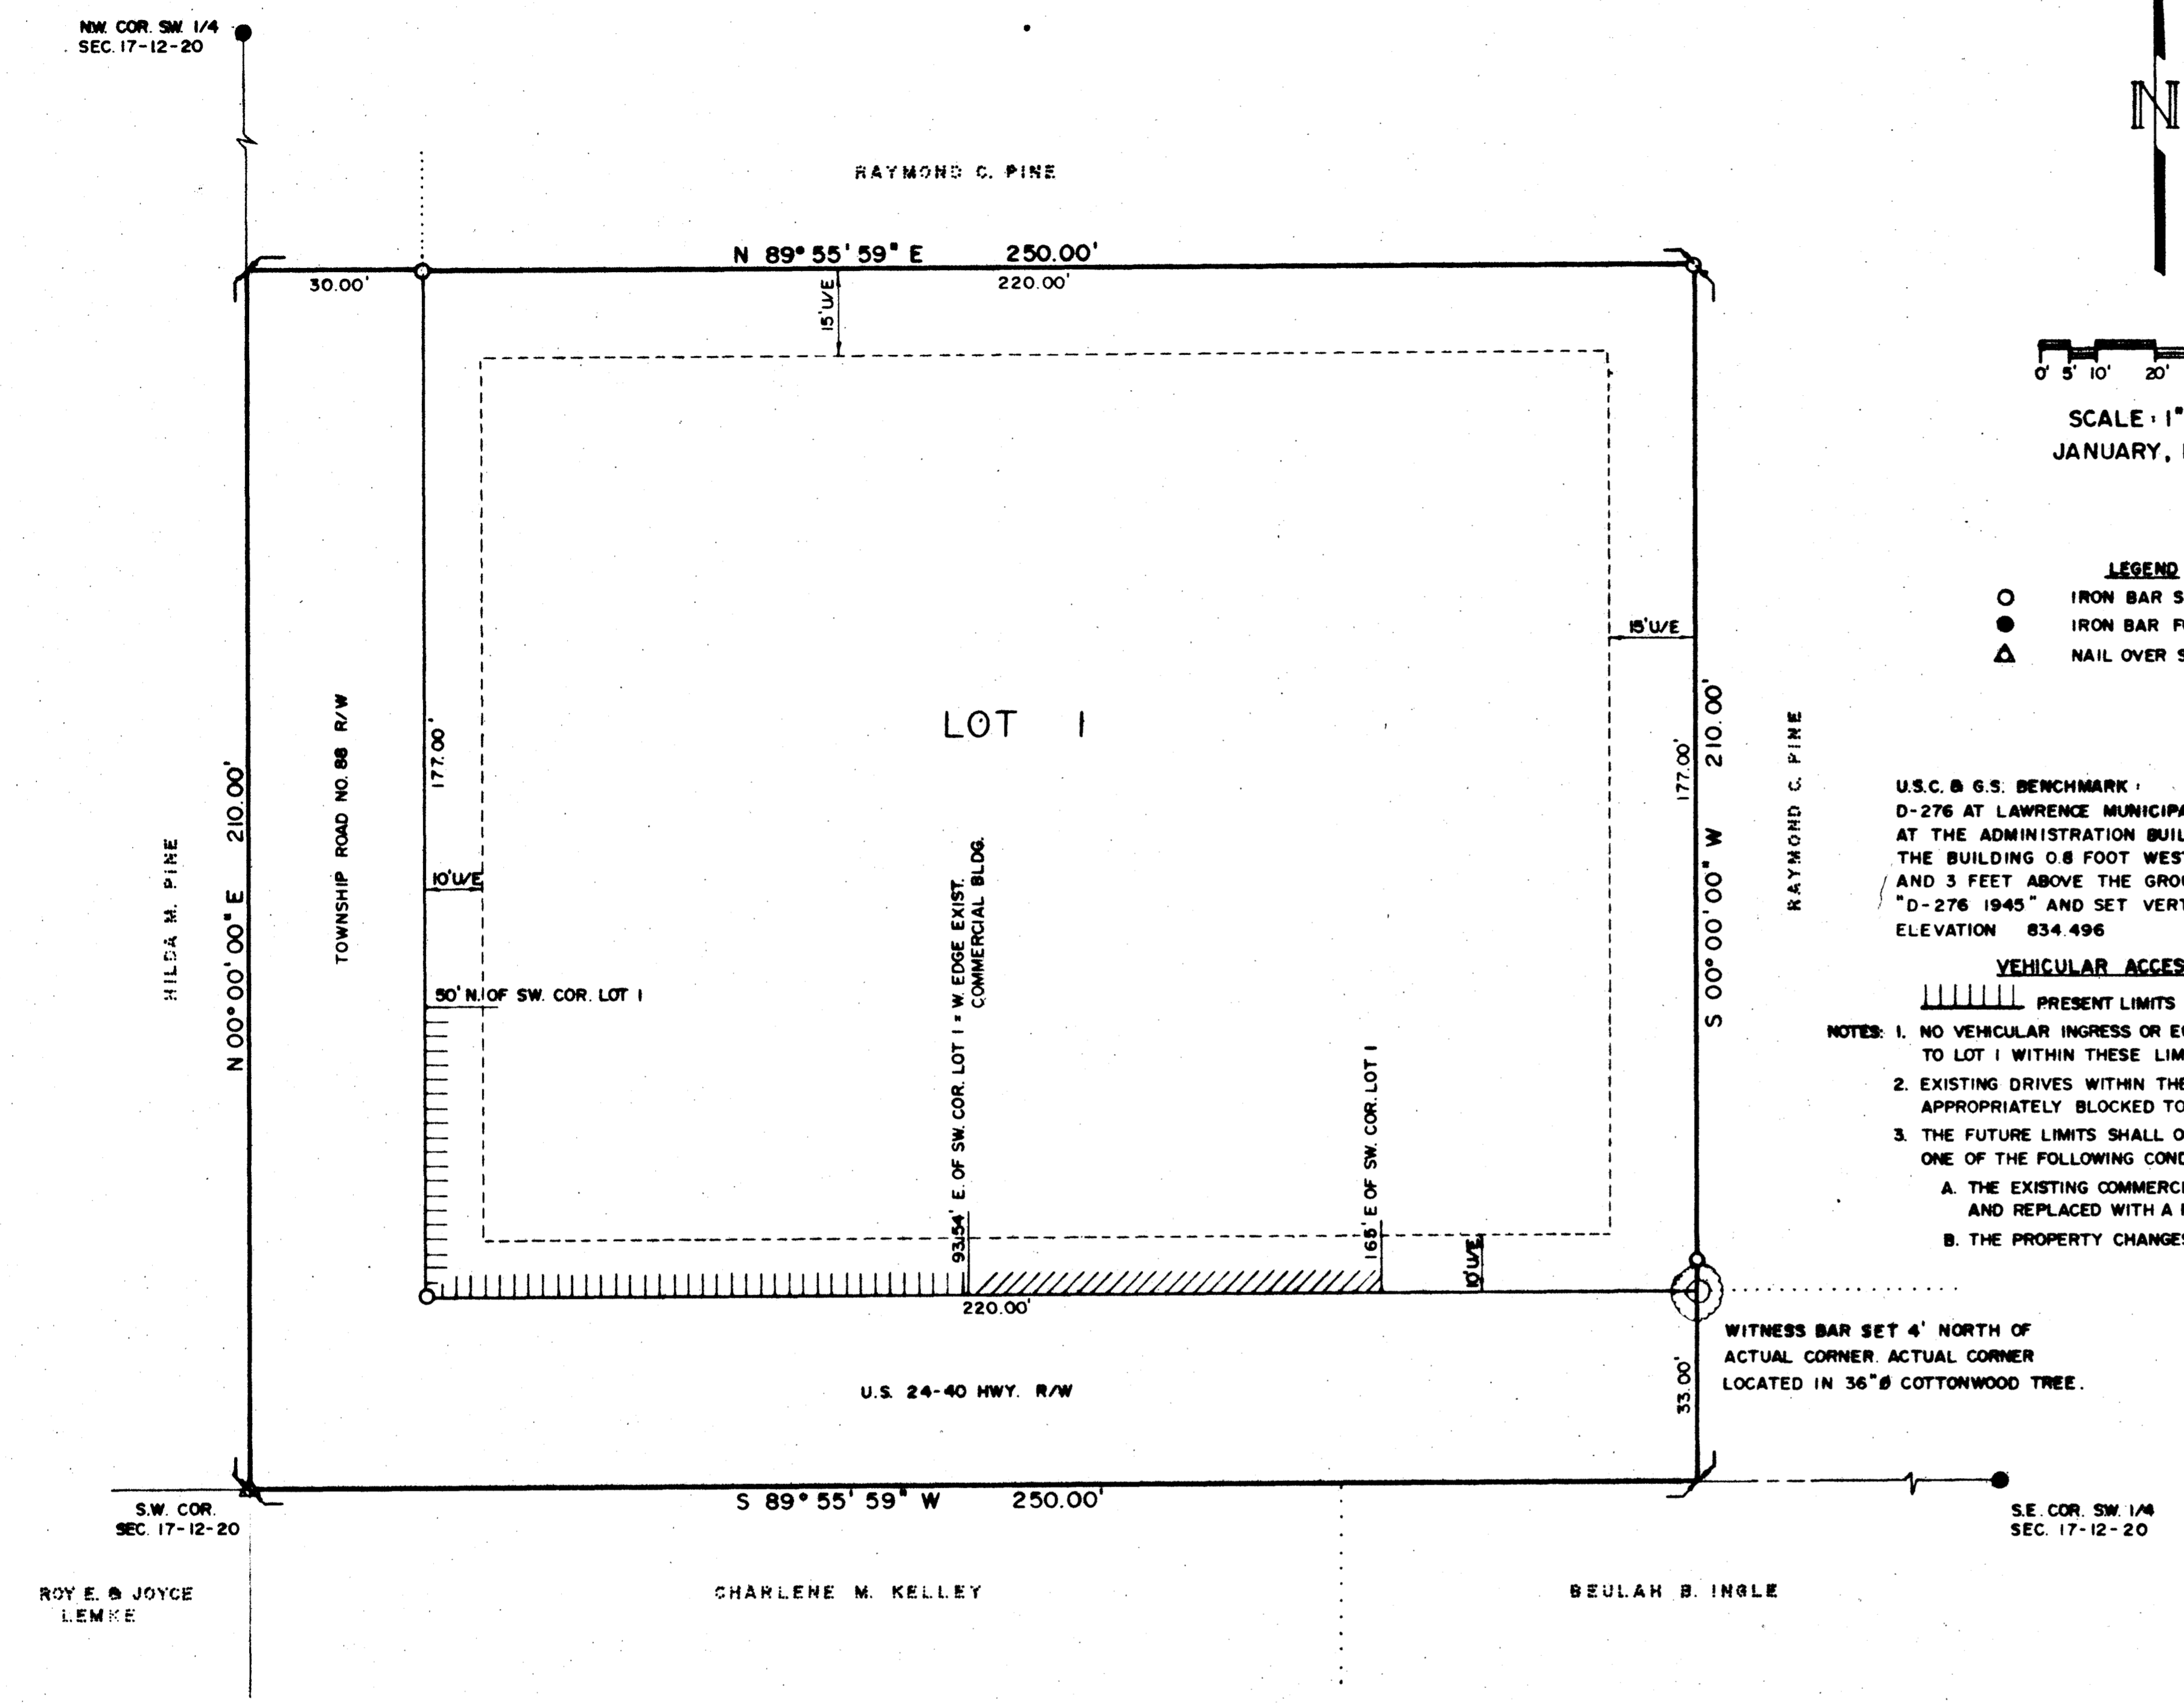 N.W. COR. SW. 1/4
SEC. 17-12-20
N
RAYMOND C. PINE
N 89° 55' 59" E 250.00'
30.00'
220.00'
15' U/E
0' 5' 10' 20'
SCALE : 1"
JANUARY,
LEGEND
IRON BAR S
IRON BAR F
NAIL OVER S
15' U/E
LOT 1
177.00'
TOWNSHIP ROAD NO. 88 R/W
N 00° 00' 00" E 210.00'
HILDA M. PINE
10' U/E
177.00'
S 00° 00' 00" W 210.00'
RAYMOND C. PINE
U.S.C. & G.S. BENCHMARK :
D-276 AT LAWRENCE MUNICIPA
AT THE ADMINISTRATION BUIL
THE BUILDING 0.8 FOOT WEST
AND 3 FEET ABOVE THE GROU
"D-276 1945" AND SET VERT
ELEVATION 834.496
VEHICULAR ACCES
PRESENT LIMITS
NOTES: 1. NO VEHICULAR INGRESS OR E
TO LOT 1 WITHIN THESE LIM
2. EXISTING DRIVES WITHIN THE
APPROPRIATELY BLOCKED TO
3. THE FUTURE LIMITS SHALL O
ONE OF THE FOLLOWING COND
A. THE EXISTING COMMERC
AND REPLACED WITH A
B. THE PROPERTY CHANGES
50' N. OF SW. COR. LOT 1
93.54' E. OF SW. COR. LOT 1 = W. EDGE EXIST.
COMMERCIAL BLDG.
165' E OF SW. COR. LOT 1
10' U/E
220.00'
WITNESS BAR SET 4' NORTH OF
ACTUAL CORNER. ACTUAL CORNER
LOCATED IN 36"Ø COTTONWOOD TREE.
33.00'
U.S. 24-40 HWY. R/W
S 89° 55' 59" W 250.00'
S.W. COR.
SEC. 17-12-20
S.E. COR. SW. 1/4
SEC. 17-12-20
ROY E. & JOYCE
LEMKE
CHARLENE M. KELLEY
BEULAH B. INGLE